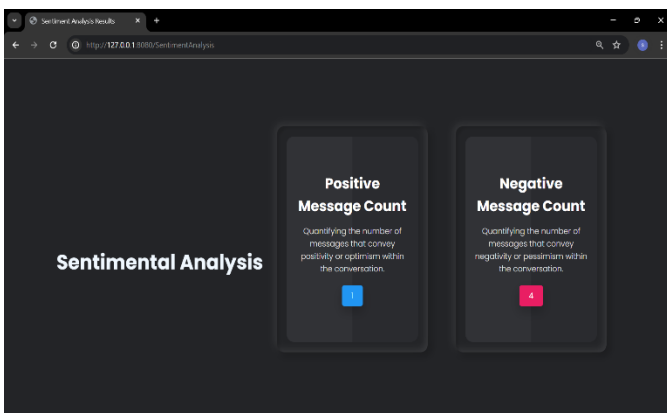 Sentiment Analysis Results
http://127.0.0.1:8080/SentimentAnalysis
Sentimental Analysis
Positive
Message Count
Quantifying the number of
messages that convey
positivity or optimism within
the conversation.
1
Negative
Message Count
Quantifying the number of
messages that convey
negativity or pessimism within
the conversation.
4